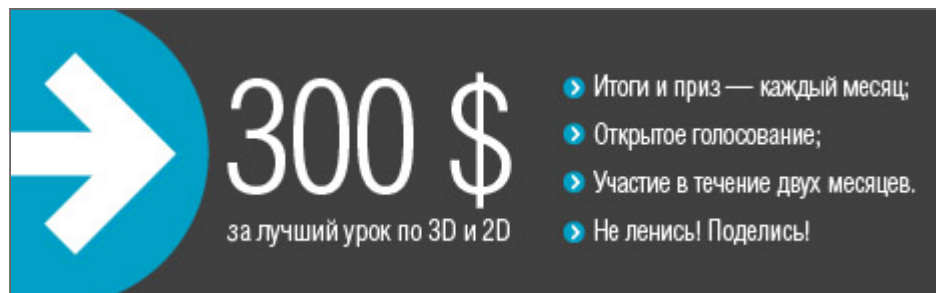 300 $
за лучший урок по 3D и 2D
Итоги и приз — каждый месяц;
Открытое голосование;
Участие в течение двух месяцев.
Не ленись! Поделись!